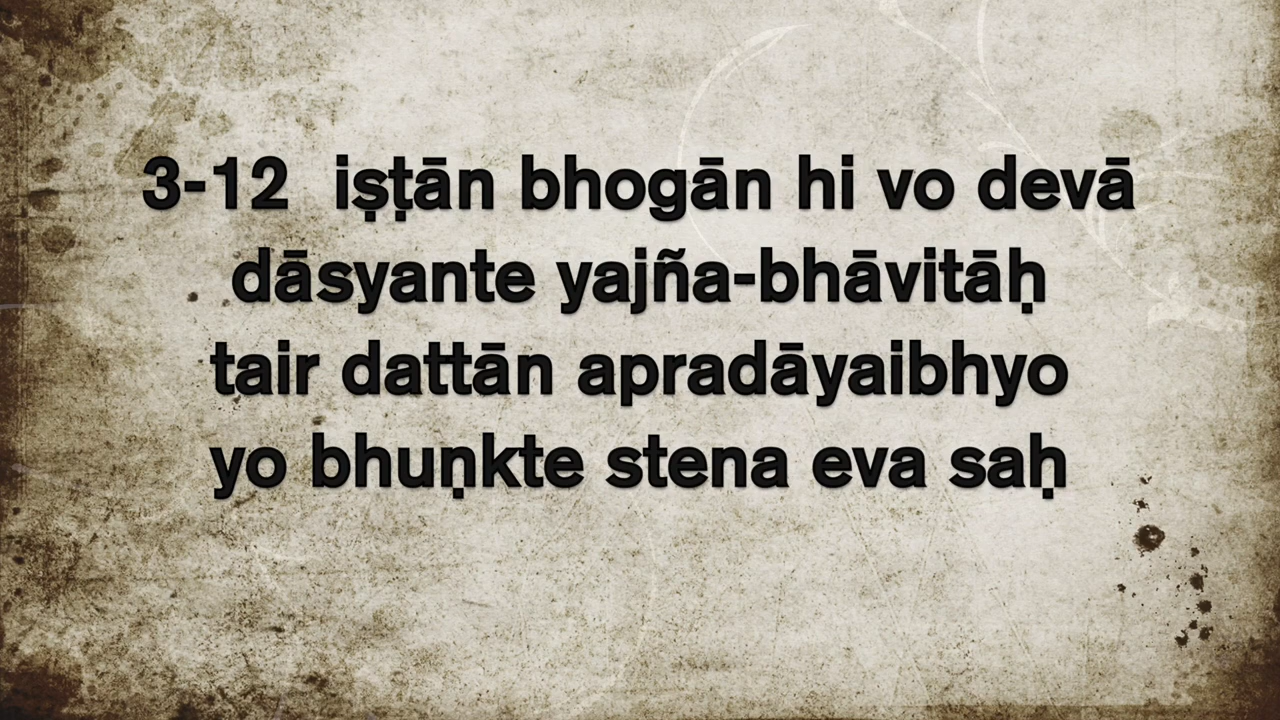 3-12 iṣṭān bhogān hi vo devā
dāsyante yajña-bhāvitāḥ
tair dattān apradāyaibhyo
yo bhuṇkte stena eva saḥ